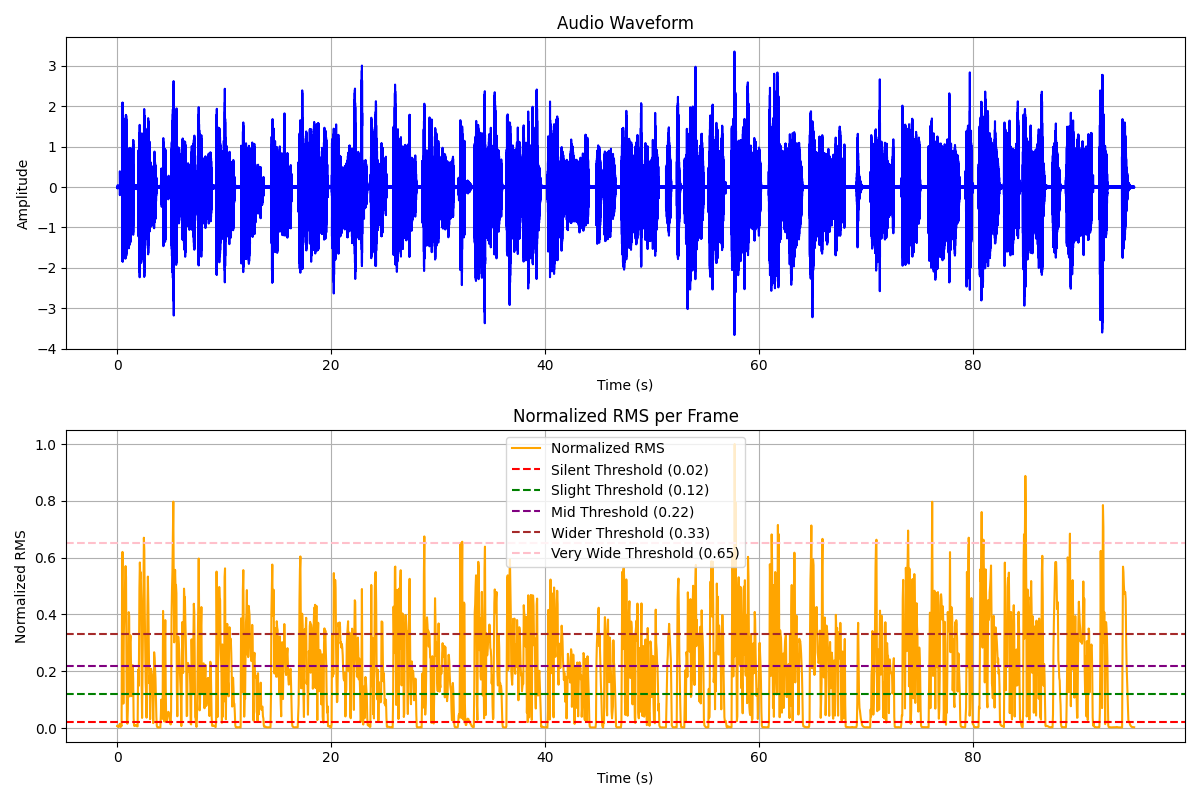 Audio Waveform
3
2
1
0
−1
−2
−3
−4
Amplitude
0 20 40 60 80
Time (s)
Normalized RMS per Frame
1.0
0.8
0.6
0.4
0.2
0.0
Normalized RMS
Normalized RMS
Silent Threshold (0.02)
Slight Threshold (0.12)
Mid Threshold (0.22)
Wider Threshold (0.33)
Very Wide Threshold (0.65)
0 20 40 60 80
Time (s)